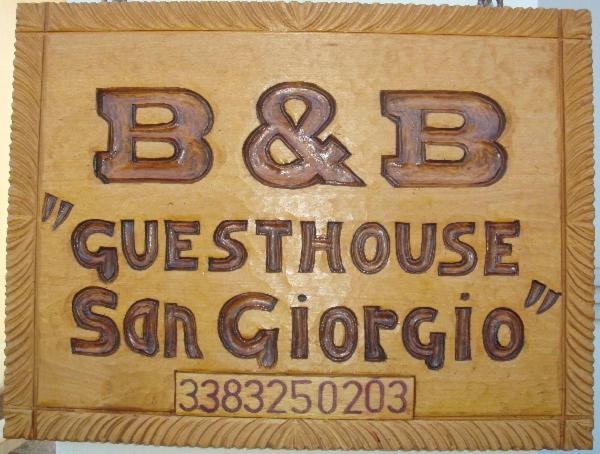 B & B
"GUESTHOUSE
San Giorgio"
3383250203